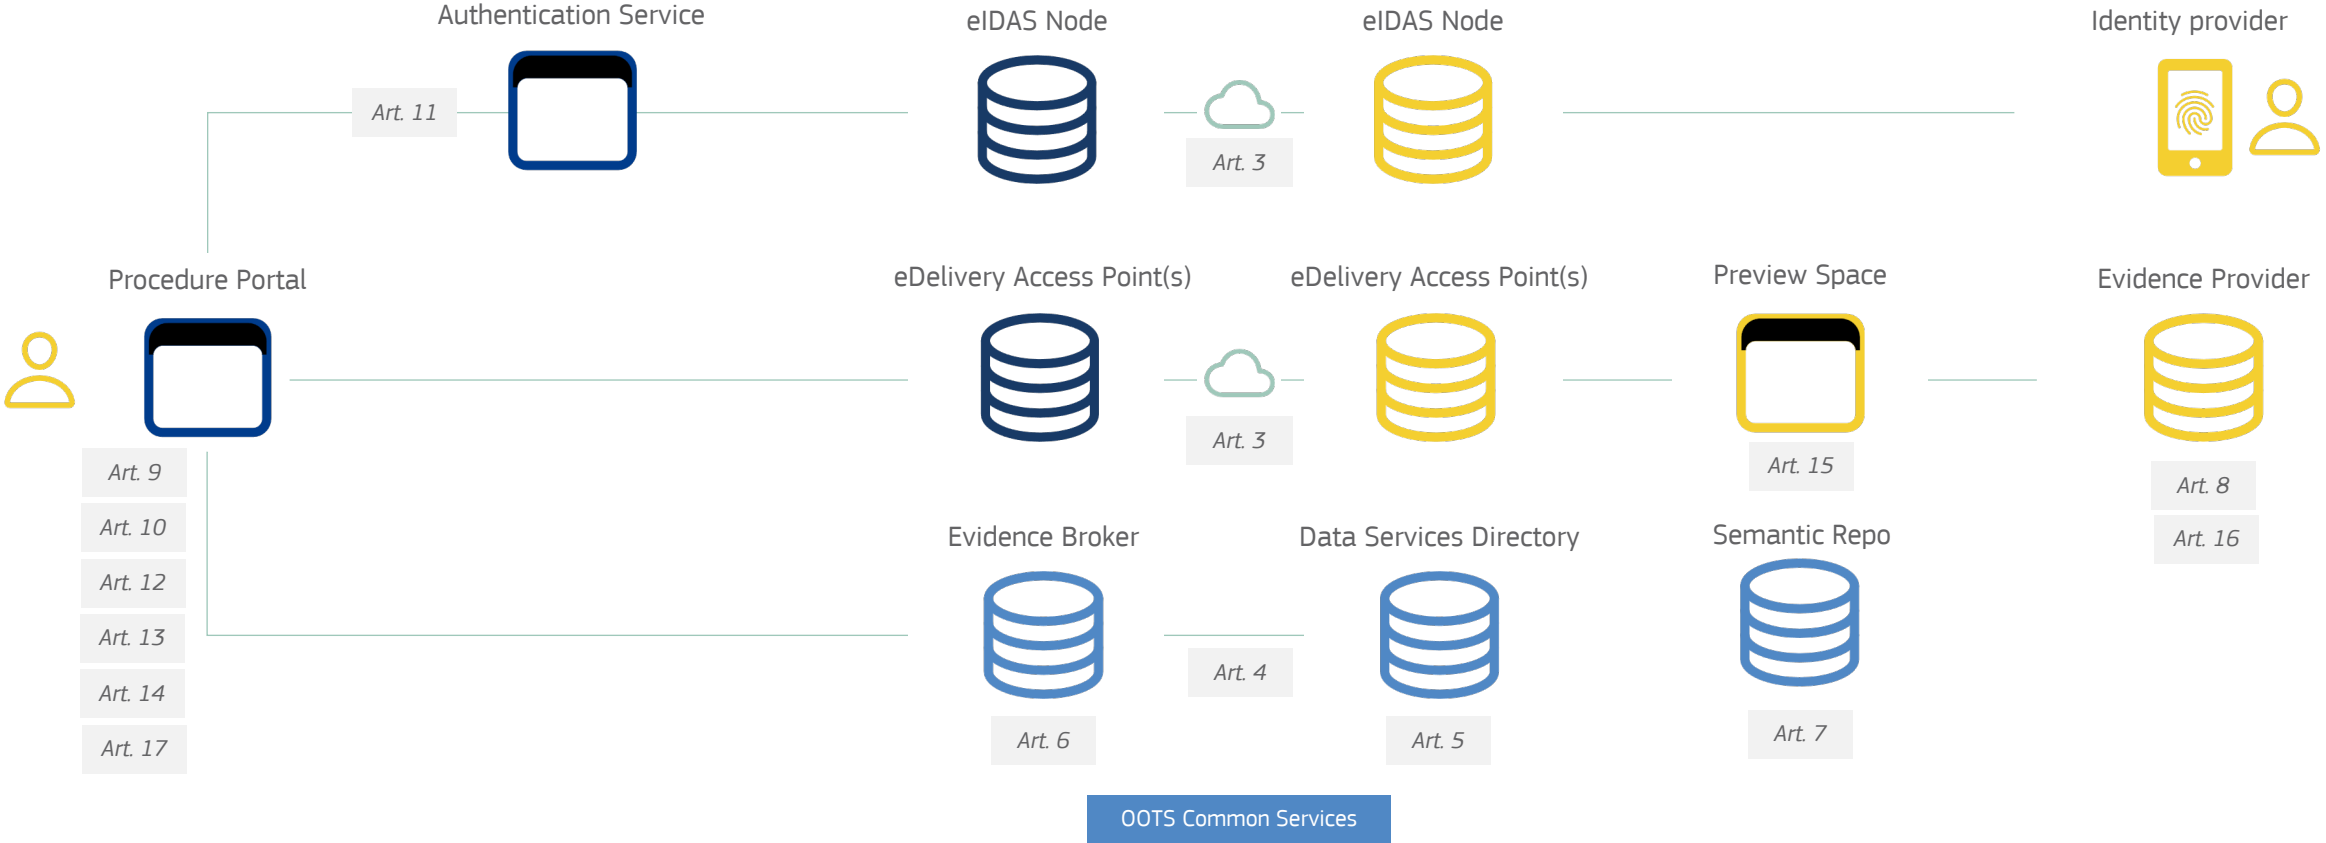 Authentication Service
eIDAS Node
eIDAS Node
Identity provider
Art. 11
Art. 3
Procedure Portal
eDelivery Access Point(s)
eDelivery Access Point(s)
Preview Space
Evidence Provider
Art. 3
Art. 9
Art. 10
Art. 12
Art. 13
Art. 14
Art. 17
Art. 15
Art. 8
Art. 16
Evidence Broker
Data Services Directory
Semantic Repo
Art. 4
Art. 6
Art. 5
Art. 7
OOTS Common Services